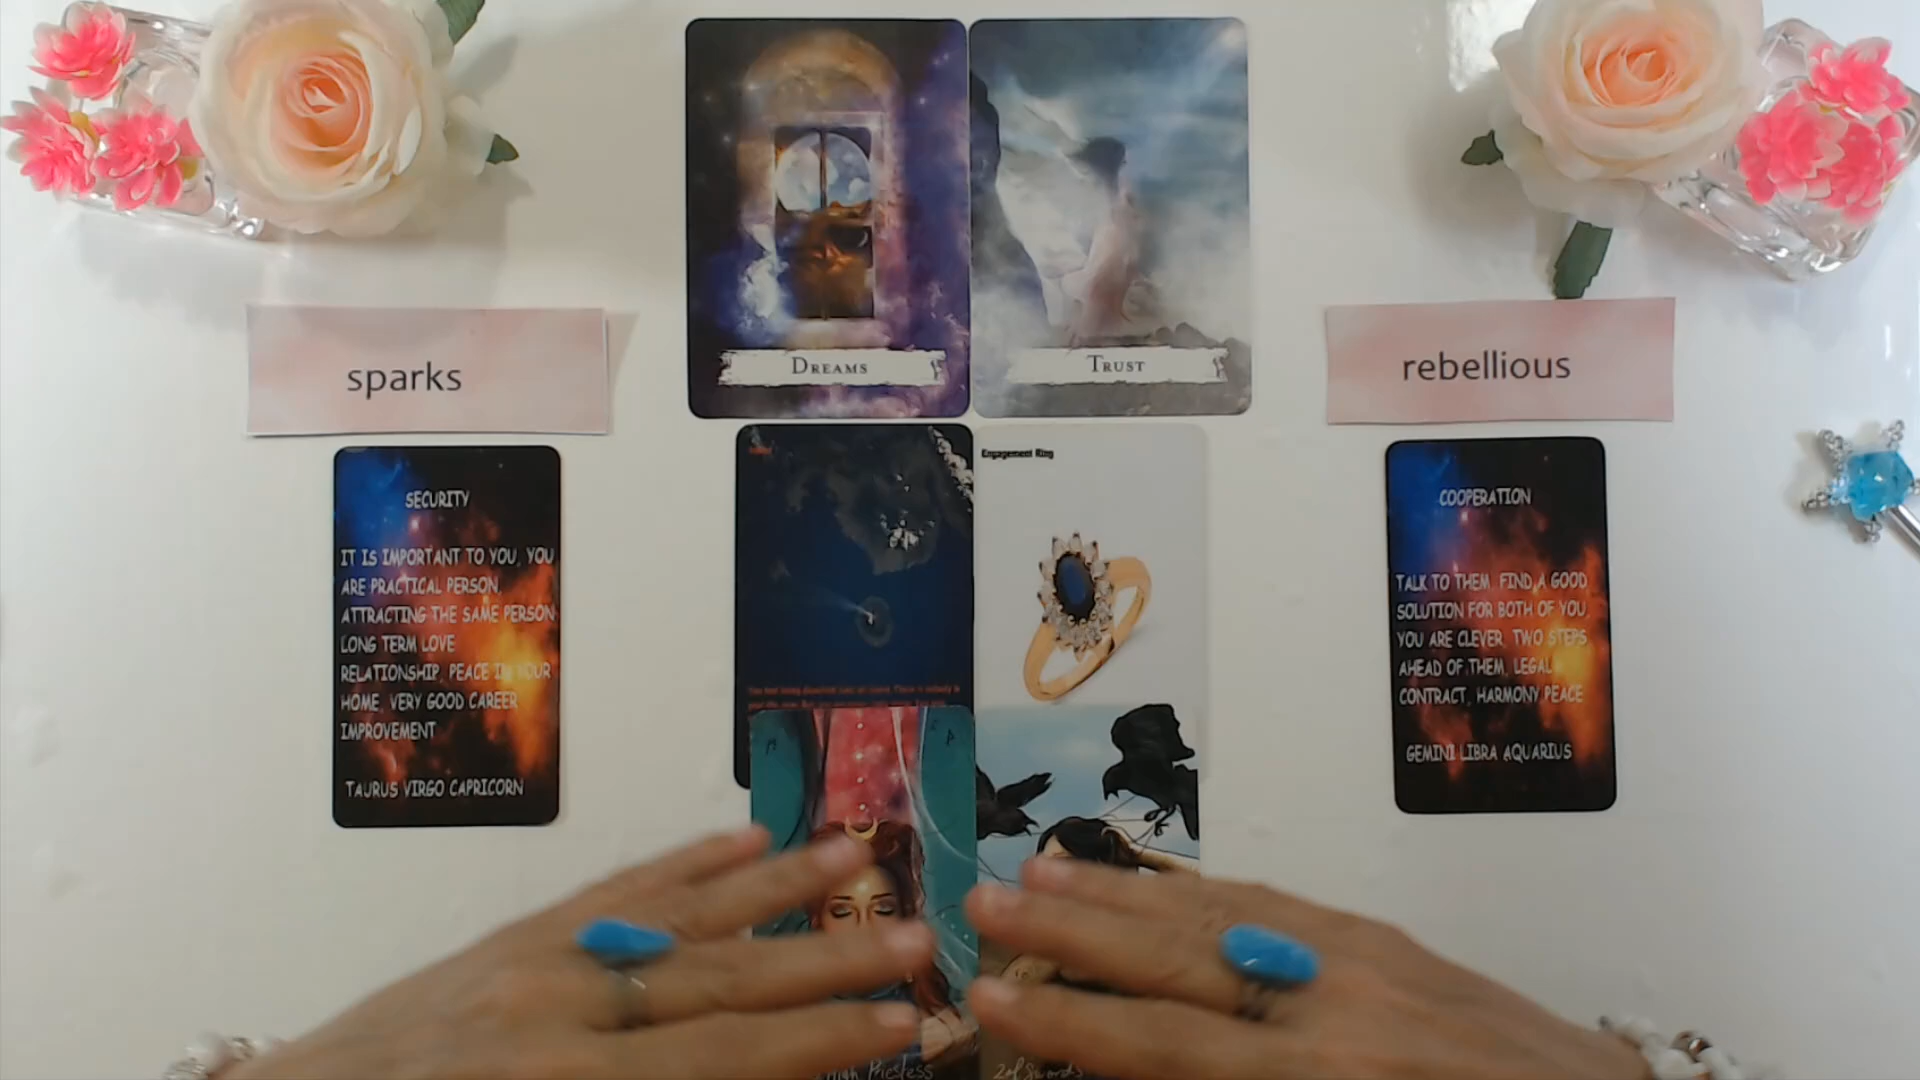 DREAMS
TRUST
sparks
rebellious
SECURITY
IT IS IMPORTANT TO YOU, YOU
ARE PRACTICAL PERSON,
ATTRACTING THE SAME PERSON
LONG TERM LOVE
RELATIONSHIP, PEACE IN YOUR
HOME, VERY GOOD CAREER
IMPROVEMENT
TAURUS VIRGO CAPRICORN
Engagement Ring
COOPERATION
TALK TO THEM, FIND A GOOD
SOLUTION FOR BOTH OF YOU,
YOU ARE CLEVER, TWO STEPS
AHEAD OF THEM, LEGAL
CONTRACT, HARMONY PEACE
GEMINI LIBRA AQUARIUS
High Priestess
2 of Swords